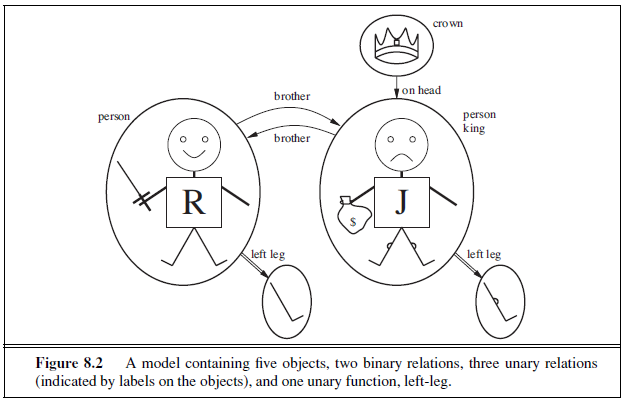 crown
on head
brother
person
person
king
brother
R
J
$
left leg
left leg
Figure 8.2 A model containing five objects, two binary relations, three unary relations
(indicated by labels on the objects), and one unary function, left-leg.